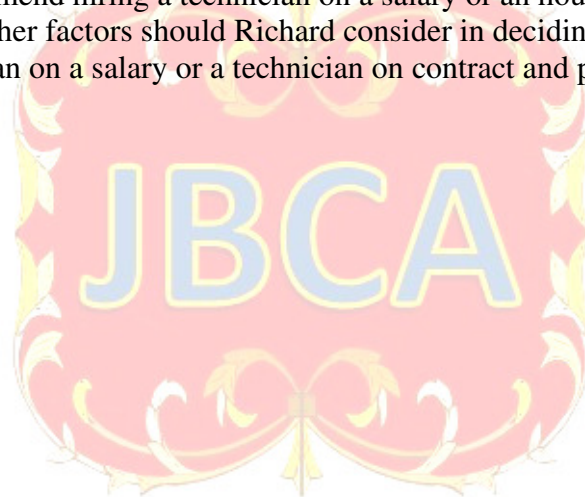 mend hiring a technician on a salary or an hou
her factors should Richard consider in decidin
an on a salary or a technician on contract and p
JBCA